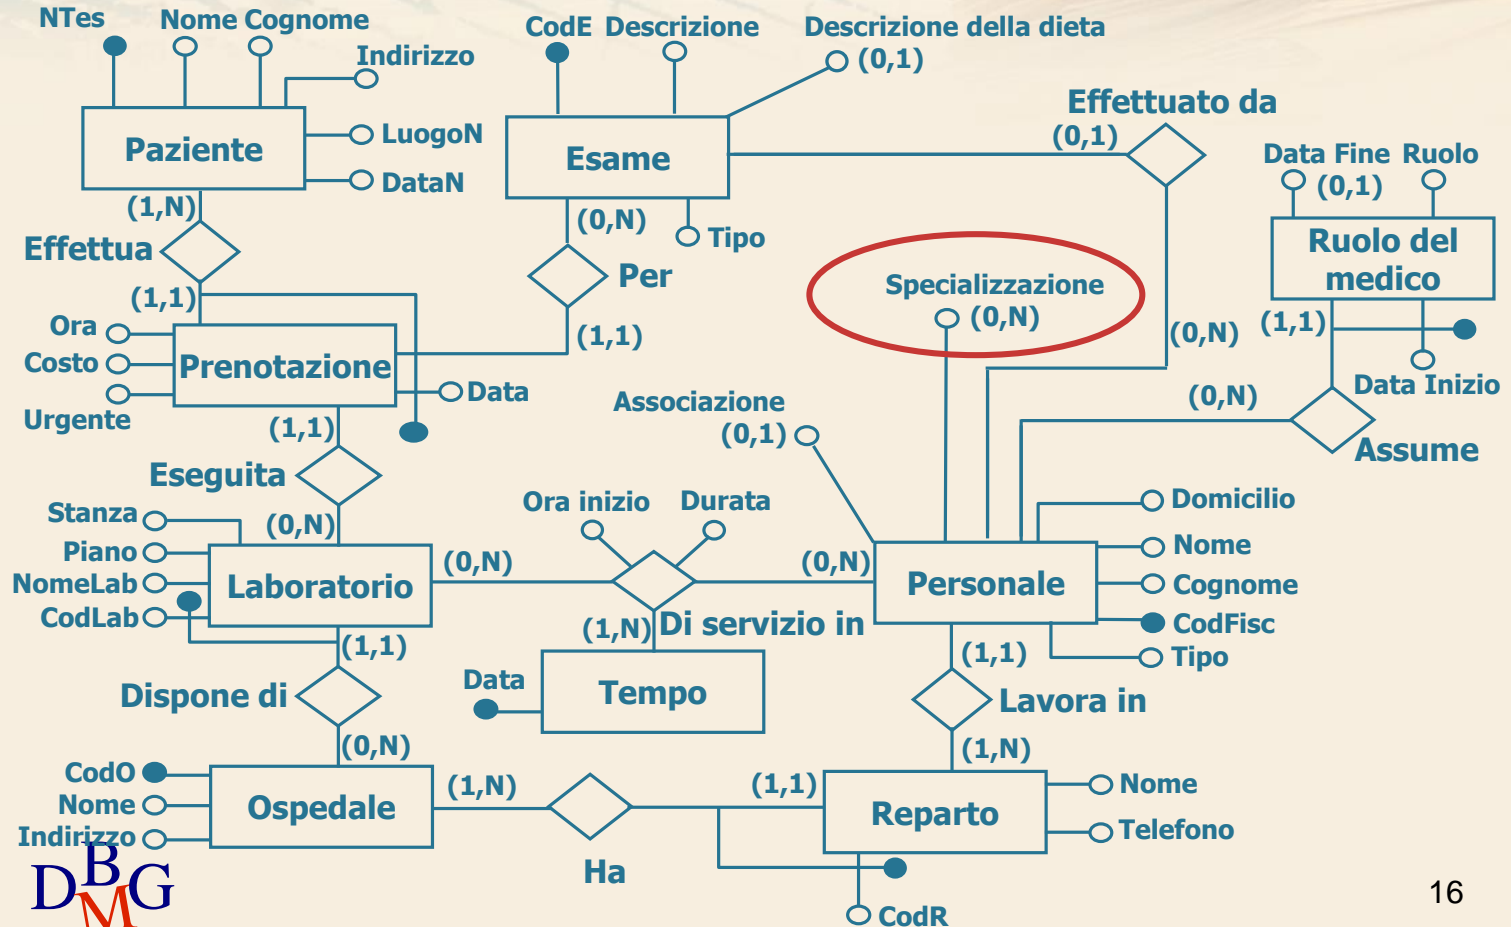 NTes
Nome Cognome
Indirizzo
Paziente
LuogoN
DataN
(1,N)
Effettua
(1,1)
CodE Descrizione
Descrizione della dieta
(0,1)
Esame
(0,N)
Tipo
Per
(1,1)
Effettuato da
(0,1)
(0,N)
Data Fine Ruolo
(0,1)
Ruolo del
medico
(1,1)
Data Inizio
(0,N)
Assume
Specializzazione
(0,N)
Ora
Costo
Urgente
Prenotazione
Data
(1,1)
Eseguita
(0,N)
Associazione
(0,1)
Stanza
Piano
NomeLab
CodLab
Laboratorio
(0,N)
Ora inizio
Durata
(0,N)
Di servizio in
(1,N)
Data
Tempo
Personale
Domicilio
Nome
Cognome
CodFisc
Tipo
(1,1)
Lavora in
(1,N)
(1,1)
Dispone di
(0,N)
CodO
Nome
Indirizzo
Ospedale
(1,N)
Ha
(1,1)
Reparto
Nome
Telefono
CodR
DBMG
16